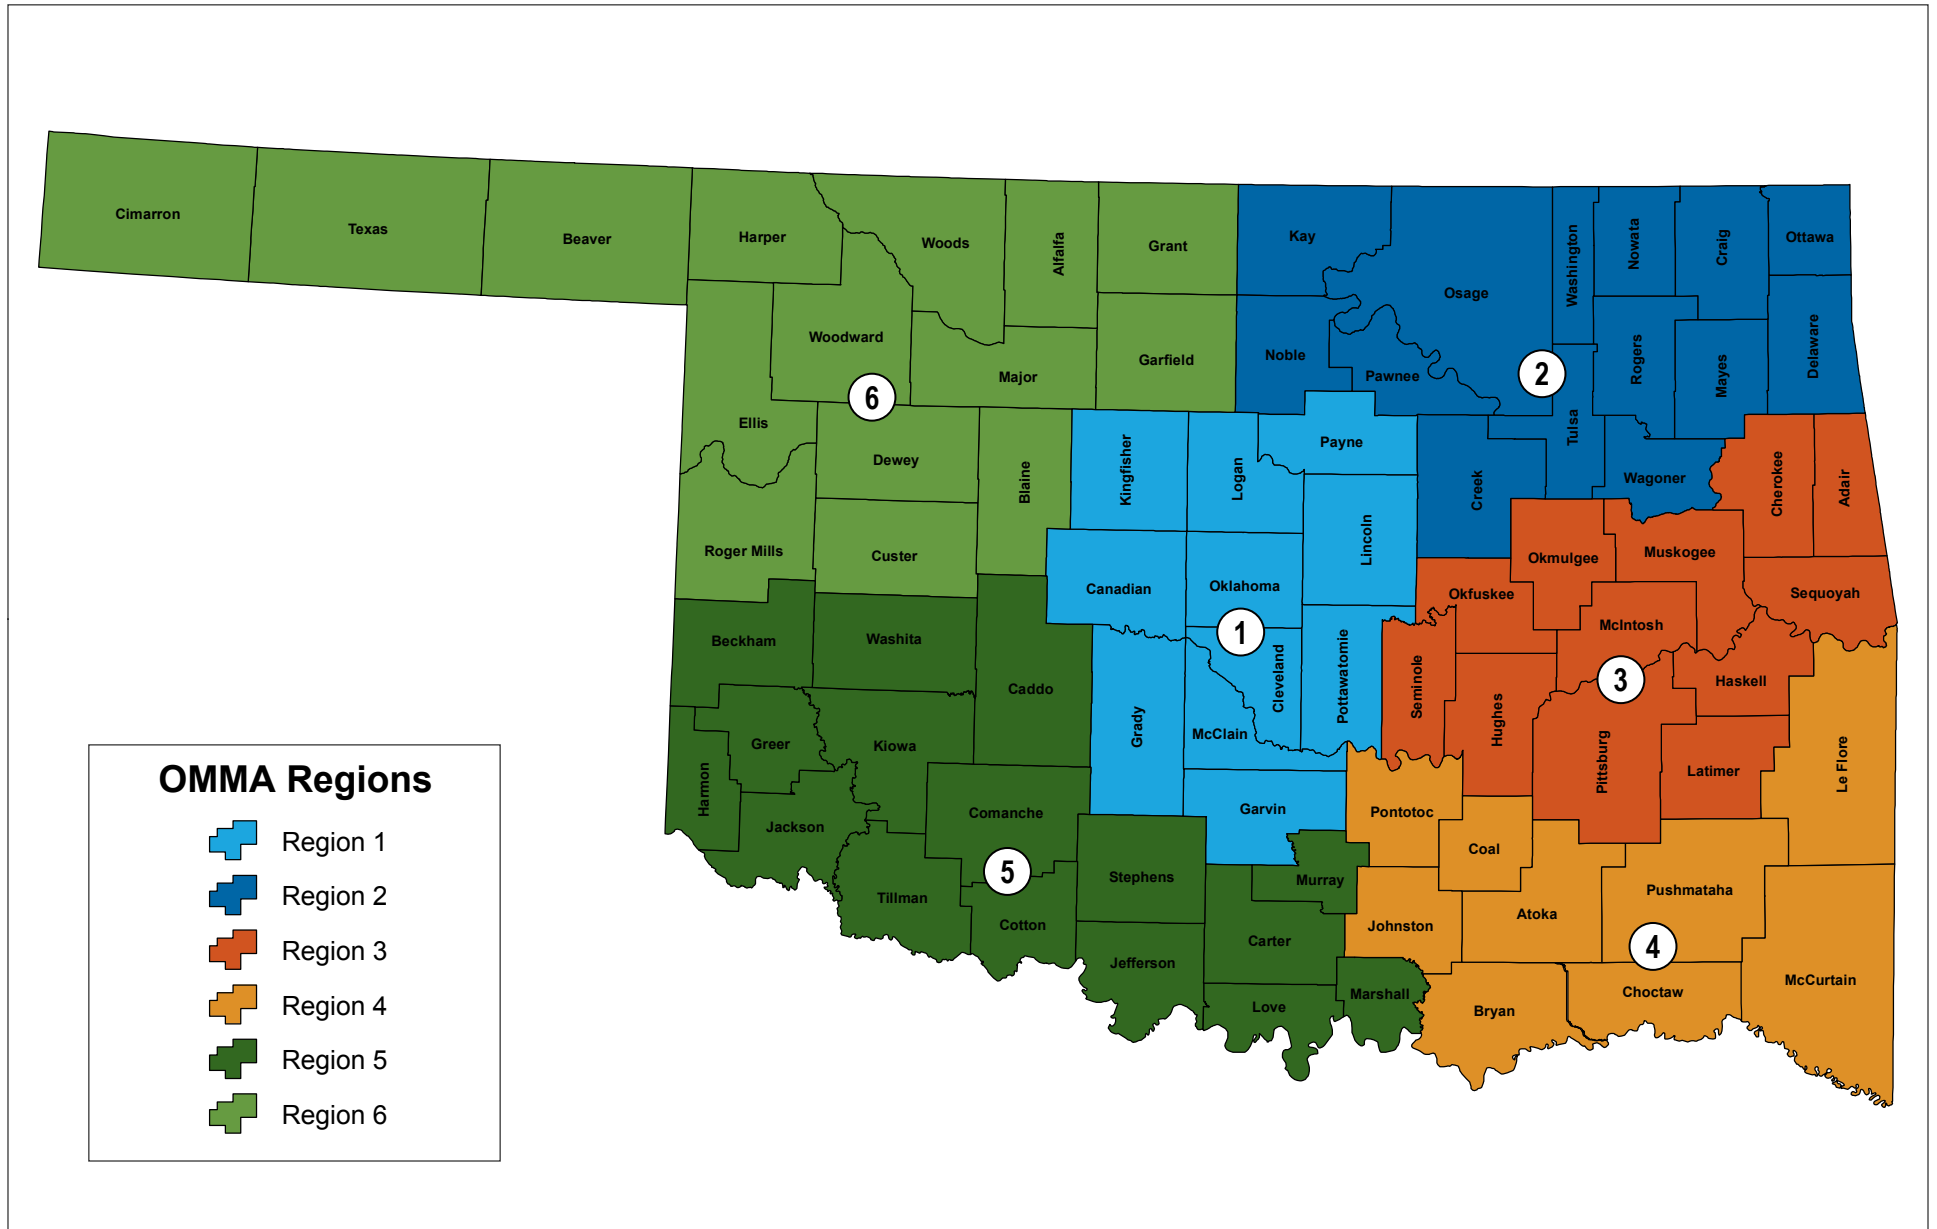 Cimarron
Texas
Beaver
Harper
Woods
Alfalfa
Grant
Kay
Osage
Washington
Nowata
Craig
Ottawa
Woodward
Major
Garfield
Noble
Pawnee
2
Rogers
Mayes
Delaware
6
Ellis
Dewey
Blaine
Kingfisher
Logan
Payne
Creek
Tulsa
Wagoner
Cherokee
Adair
Roger Mills
Custer
Canadian
Oklahoma
Lincoln
Okmulgee
Muskogee
Okfuskee
Sequoyah
Beckham
Washita
Caddo
1
Cleveland
Pottawatomie
Seminole
McIntosh
3
Haskell
Greer
Kiowa
Grady
McClain
Hughes
Pittsburg
Latimer
Le Flore
Harmon
Jackson
Comanche
Garvin
Pontotoc
Coal
5
Tillman
Stephens
Murray
Pushmataha
Cotton
Carter
Johnston
Atoka
4
Jefferson
Love
Marshall
Bryan
Choctaw
McCurtain
OMMA Regions
Region 1
Region 2
Region 3
Region 4
Region 5
Region 6